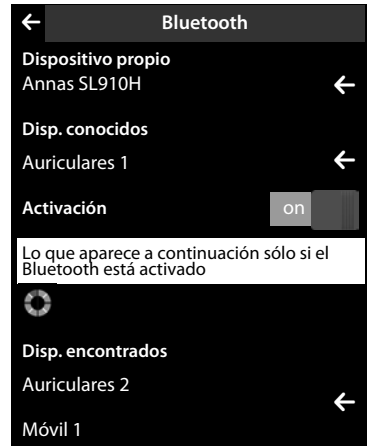 Bluetooth
Dispositivo propio
Annas SL910H
Disp. conocidos
Auriculares 1
Activación
on
Lo que aparece a continuación sólo si el
Bluetooth está activado
Disp. encontrados
Auriculares 2
Móvil 1